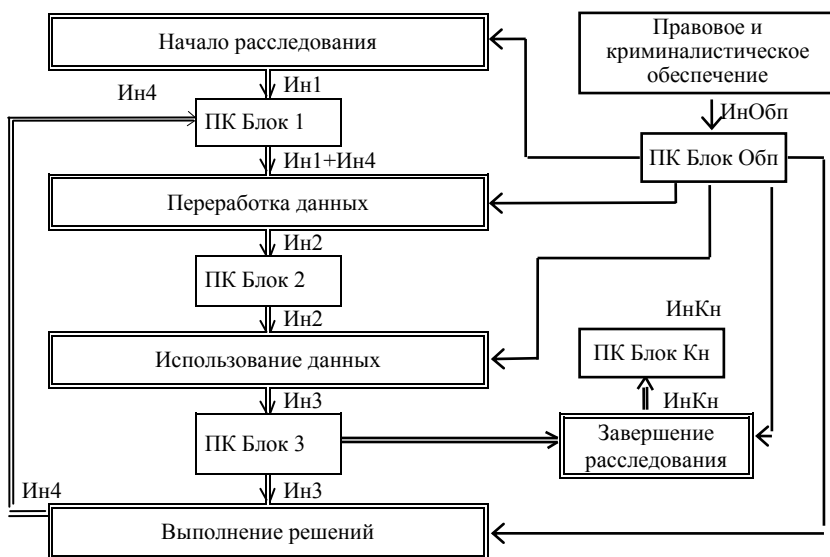 Начало расследования
Правовое и
криминалистическое
обеспечение
Ин4
Ин1
ИнОбп
ПК Блок 1
Ин1+Ин4
ПК Блок Обп
Переработка данных
Ин2
ПК Блок 2
Ин2
ИнКн
Использование данных
ПК Блок Кн
Ин3
ИнКн
ПК Блок 3
Завершение
расследования
Ин4
Ин3
Выполнение решений